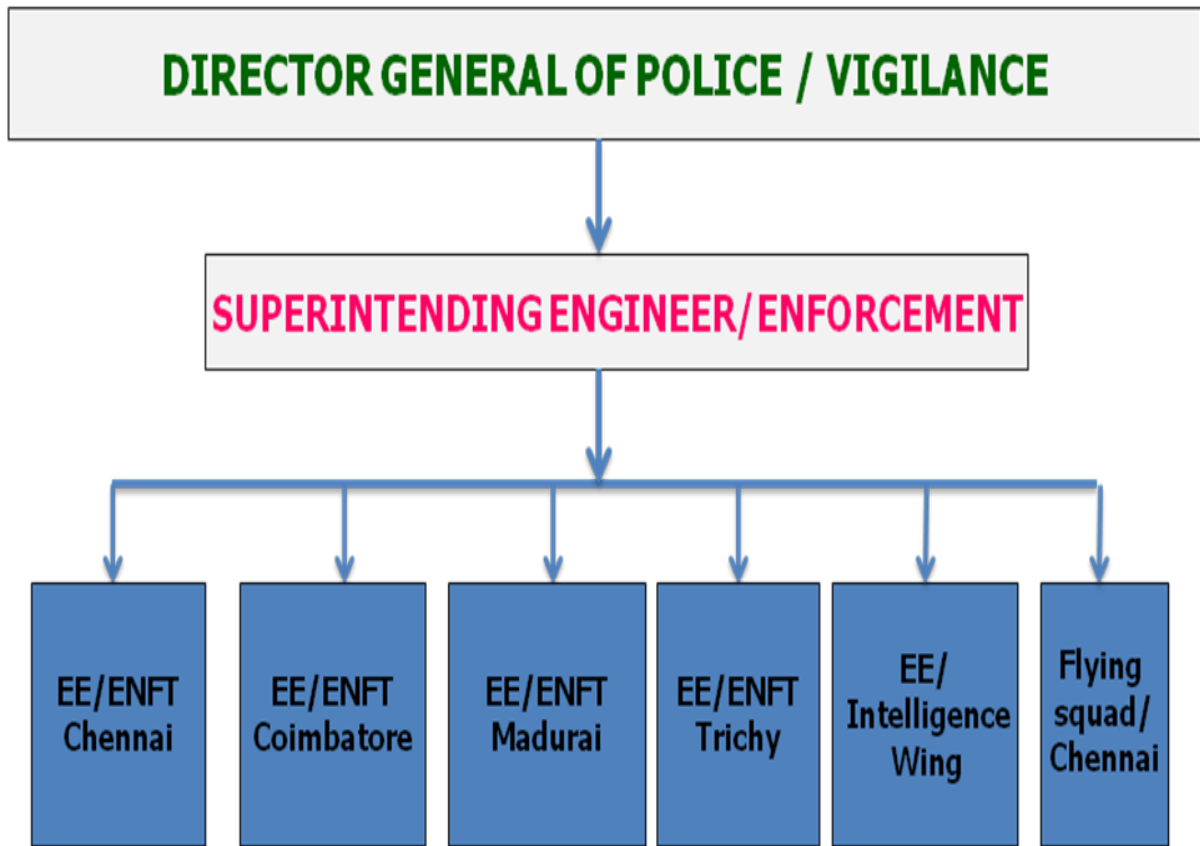 DIRECTOR GENERAL OF POLICE / VIGILANCE
SUPERINTENDING ENGINEER/ ENFORCEMENT
EE/ENFT
Chennai
EE/ENFT
Coimbatore
EE/ENFT
Madurai
EE/ENFT
Trichy
EE/
Intelligence
Wing
Flying
squad/
Chennai